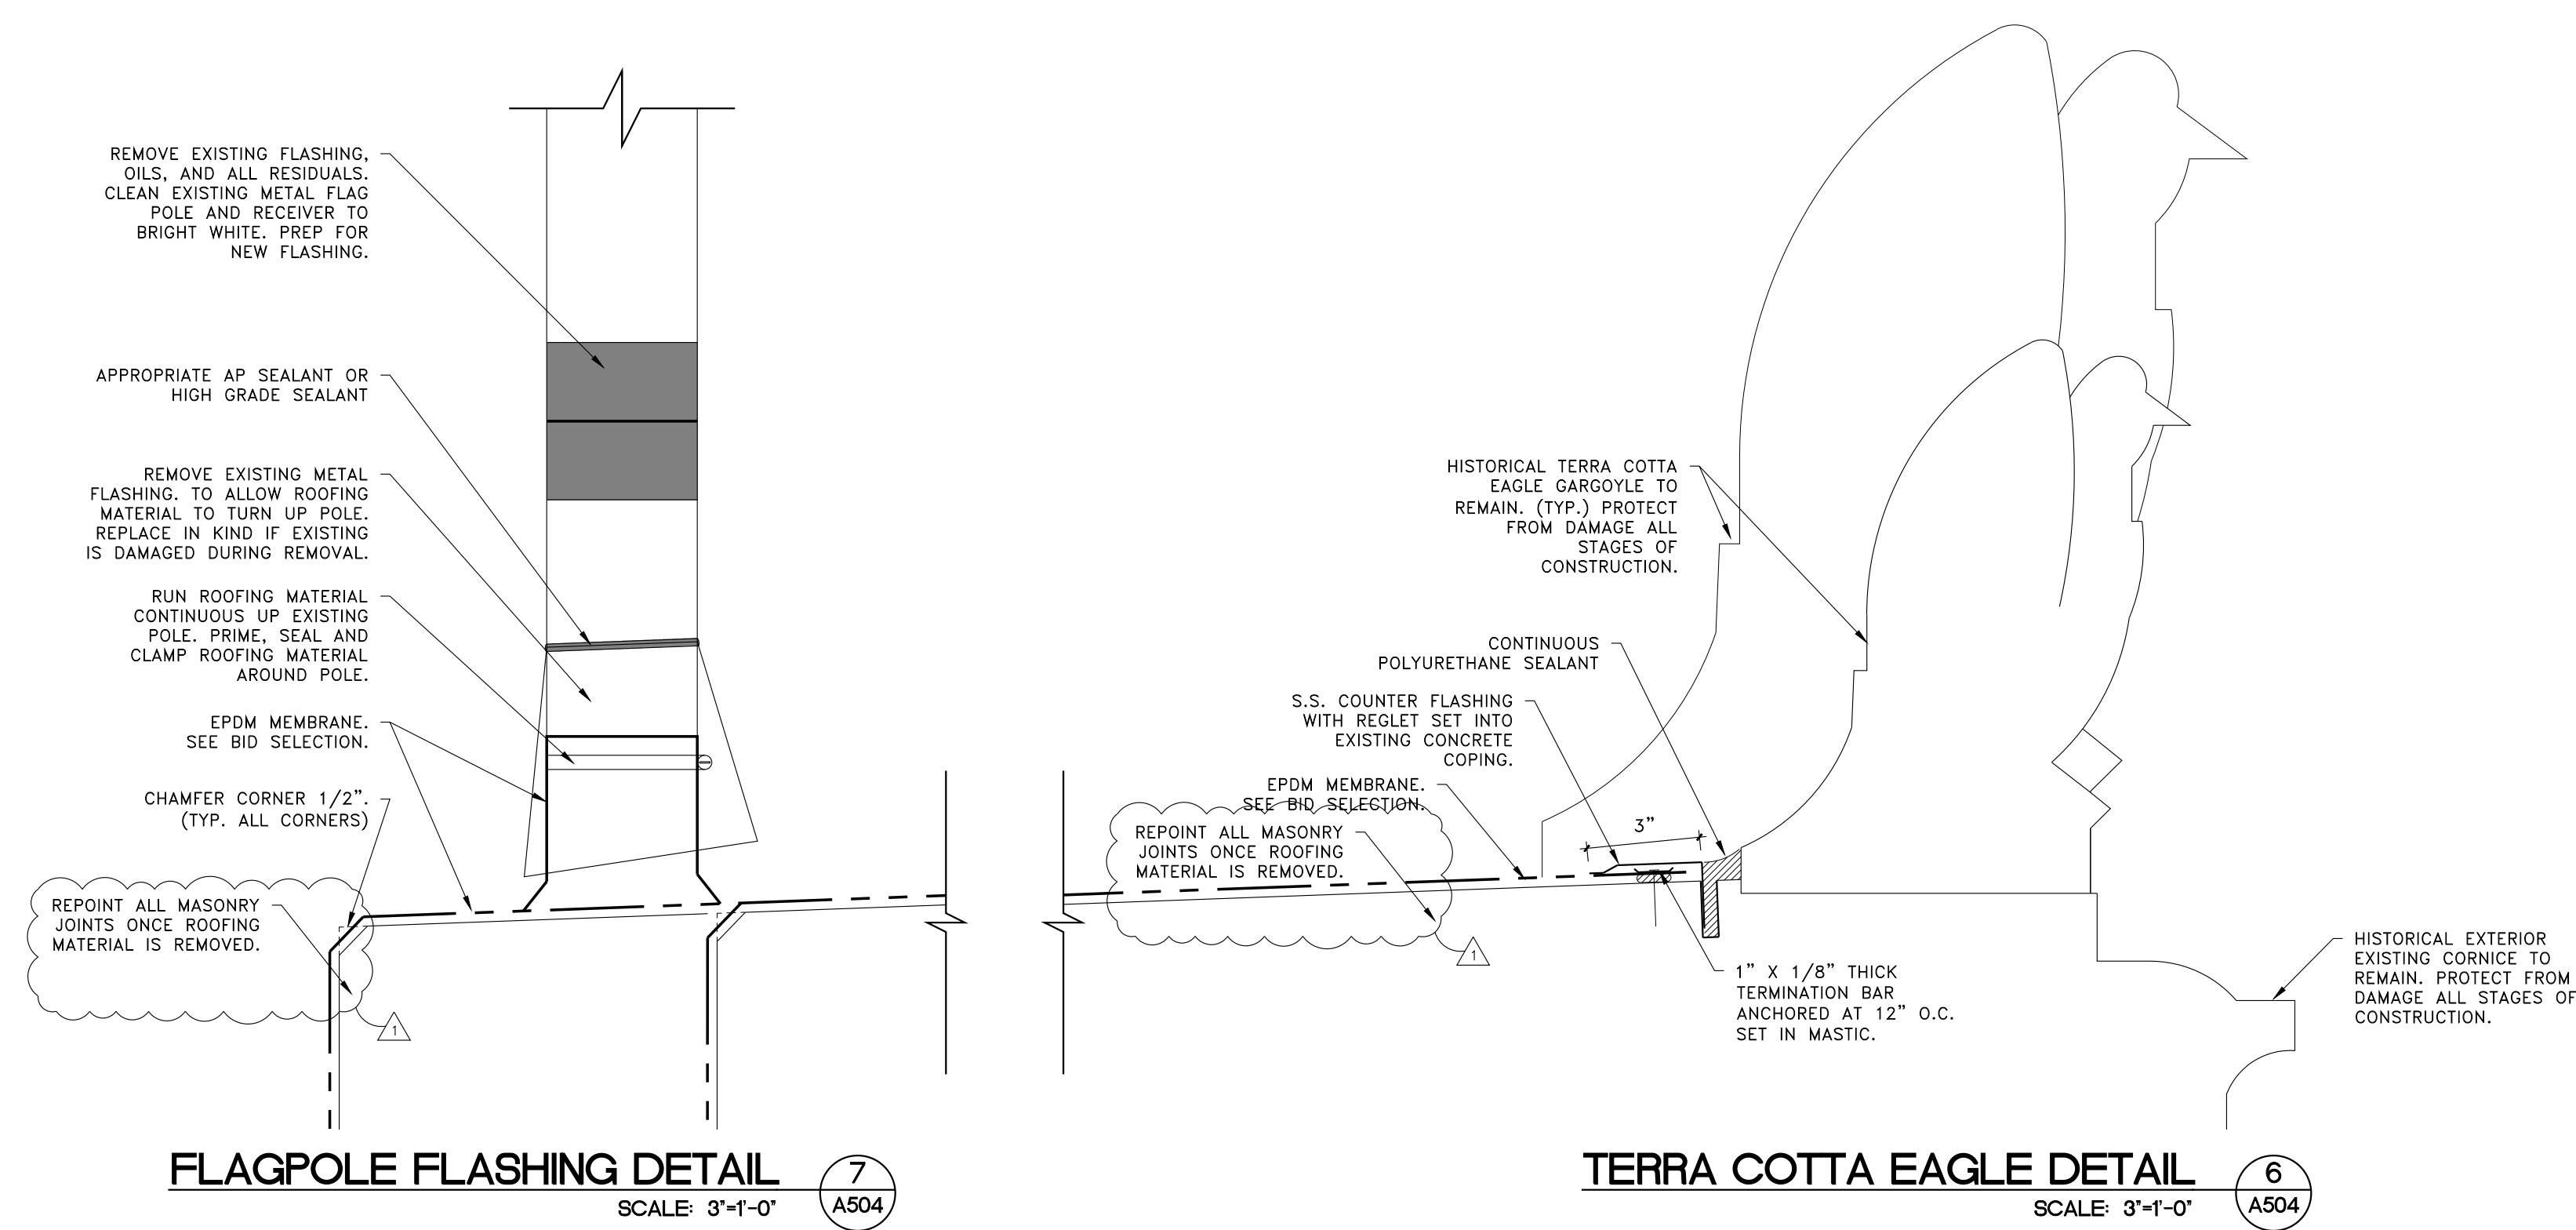 REMOVE EXISTING FLASHING,
OILS, AND ALL RESIDUALS.
CLEAN EXISTING METAL FLAG
POLE AND RECEIVER TO
BRIGHT WHITE. PREP FOR
NEW FLASHING.
APPROPRIATE AP SEALANT OR
HIGH GRADE SEALANT
REMOVE EXISTING METAL
FLASHING. TO ALLOW ROOFING
MATERIAL TO TURN UP POLE.
REPLACE IN KIND IF EXISTING
IS DAMAGED DURING REMOVAL.
RUN ROOFING MATERIAL
CONTINUOUS UP EXISTING
POLE. PRIME, SEAL AND
CLAMP ROOFING MATERIAL
AROUND POLE.
EPDM MEMBRANE.
SEE BID SELECTION.
CHAMFER CORNER 1/2".
(TYP. ALL CORNERS)
REPOINT ALL MASONRY
JOINTS ONCE ROOFING
MATERIAL IS REMOVED.
1
FLAGPOLE FLASHING DETAIL
SCALE: 3"=1'-0"
7
A504
HISTORICAL TERRA COTTA
EAGLE GARGOYLE TO
REMAIN. (TYP.) PROTECT
FROM DAMAGE ALL
STAGES OF
CONSTRUCTION.
CONTINUOUS
POLYURETHANE SEALANT
S.S. COUNTER FLASHING
WITH REGLET SET INTO
EXISTING CONCRETE
COPING.
EPDM MEMBRANE.
SEE BID SELECTION.
REPOINT ALL MASONRY
JOINTS ONCE ROOFING
MATERIAL IS REMOVED.
1
3"
1" X 1/8" THICK
TERMINATION BAR
ANCHORED AT 12" O.C.
SET IN MASTIC.
HISTORICAL EXTERIOR
EXISTING CORNICE TO
REMAIN. PROTECT FROM
DAMAGE ALL STAGES OF
CONSTRUCTION.
TERRA COTTA EAGLE DETAIL
SCALE: 3"=1'-0"
6
A504